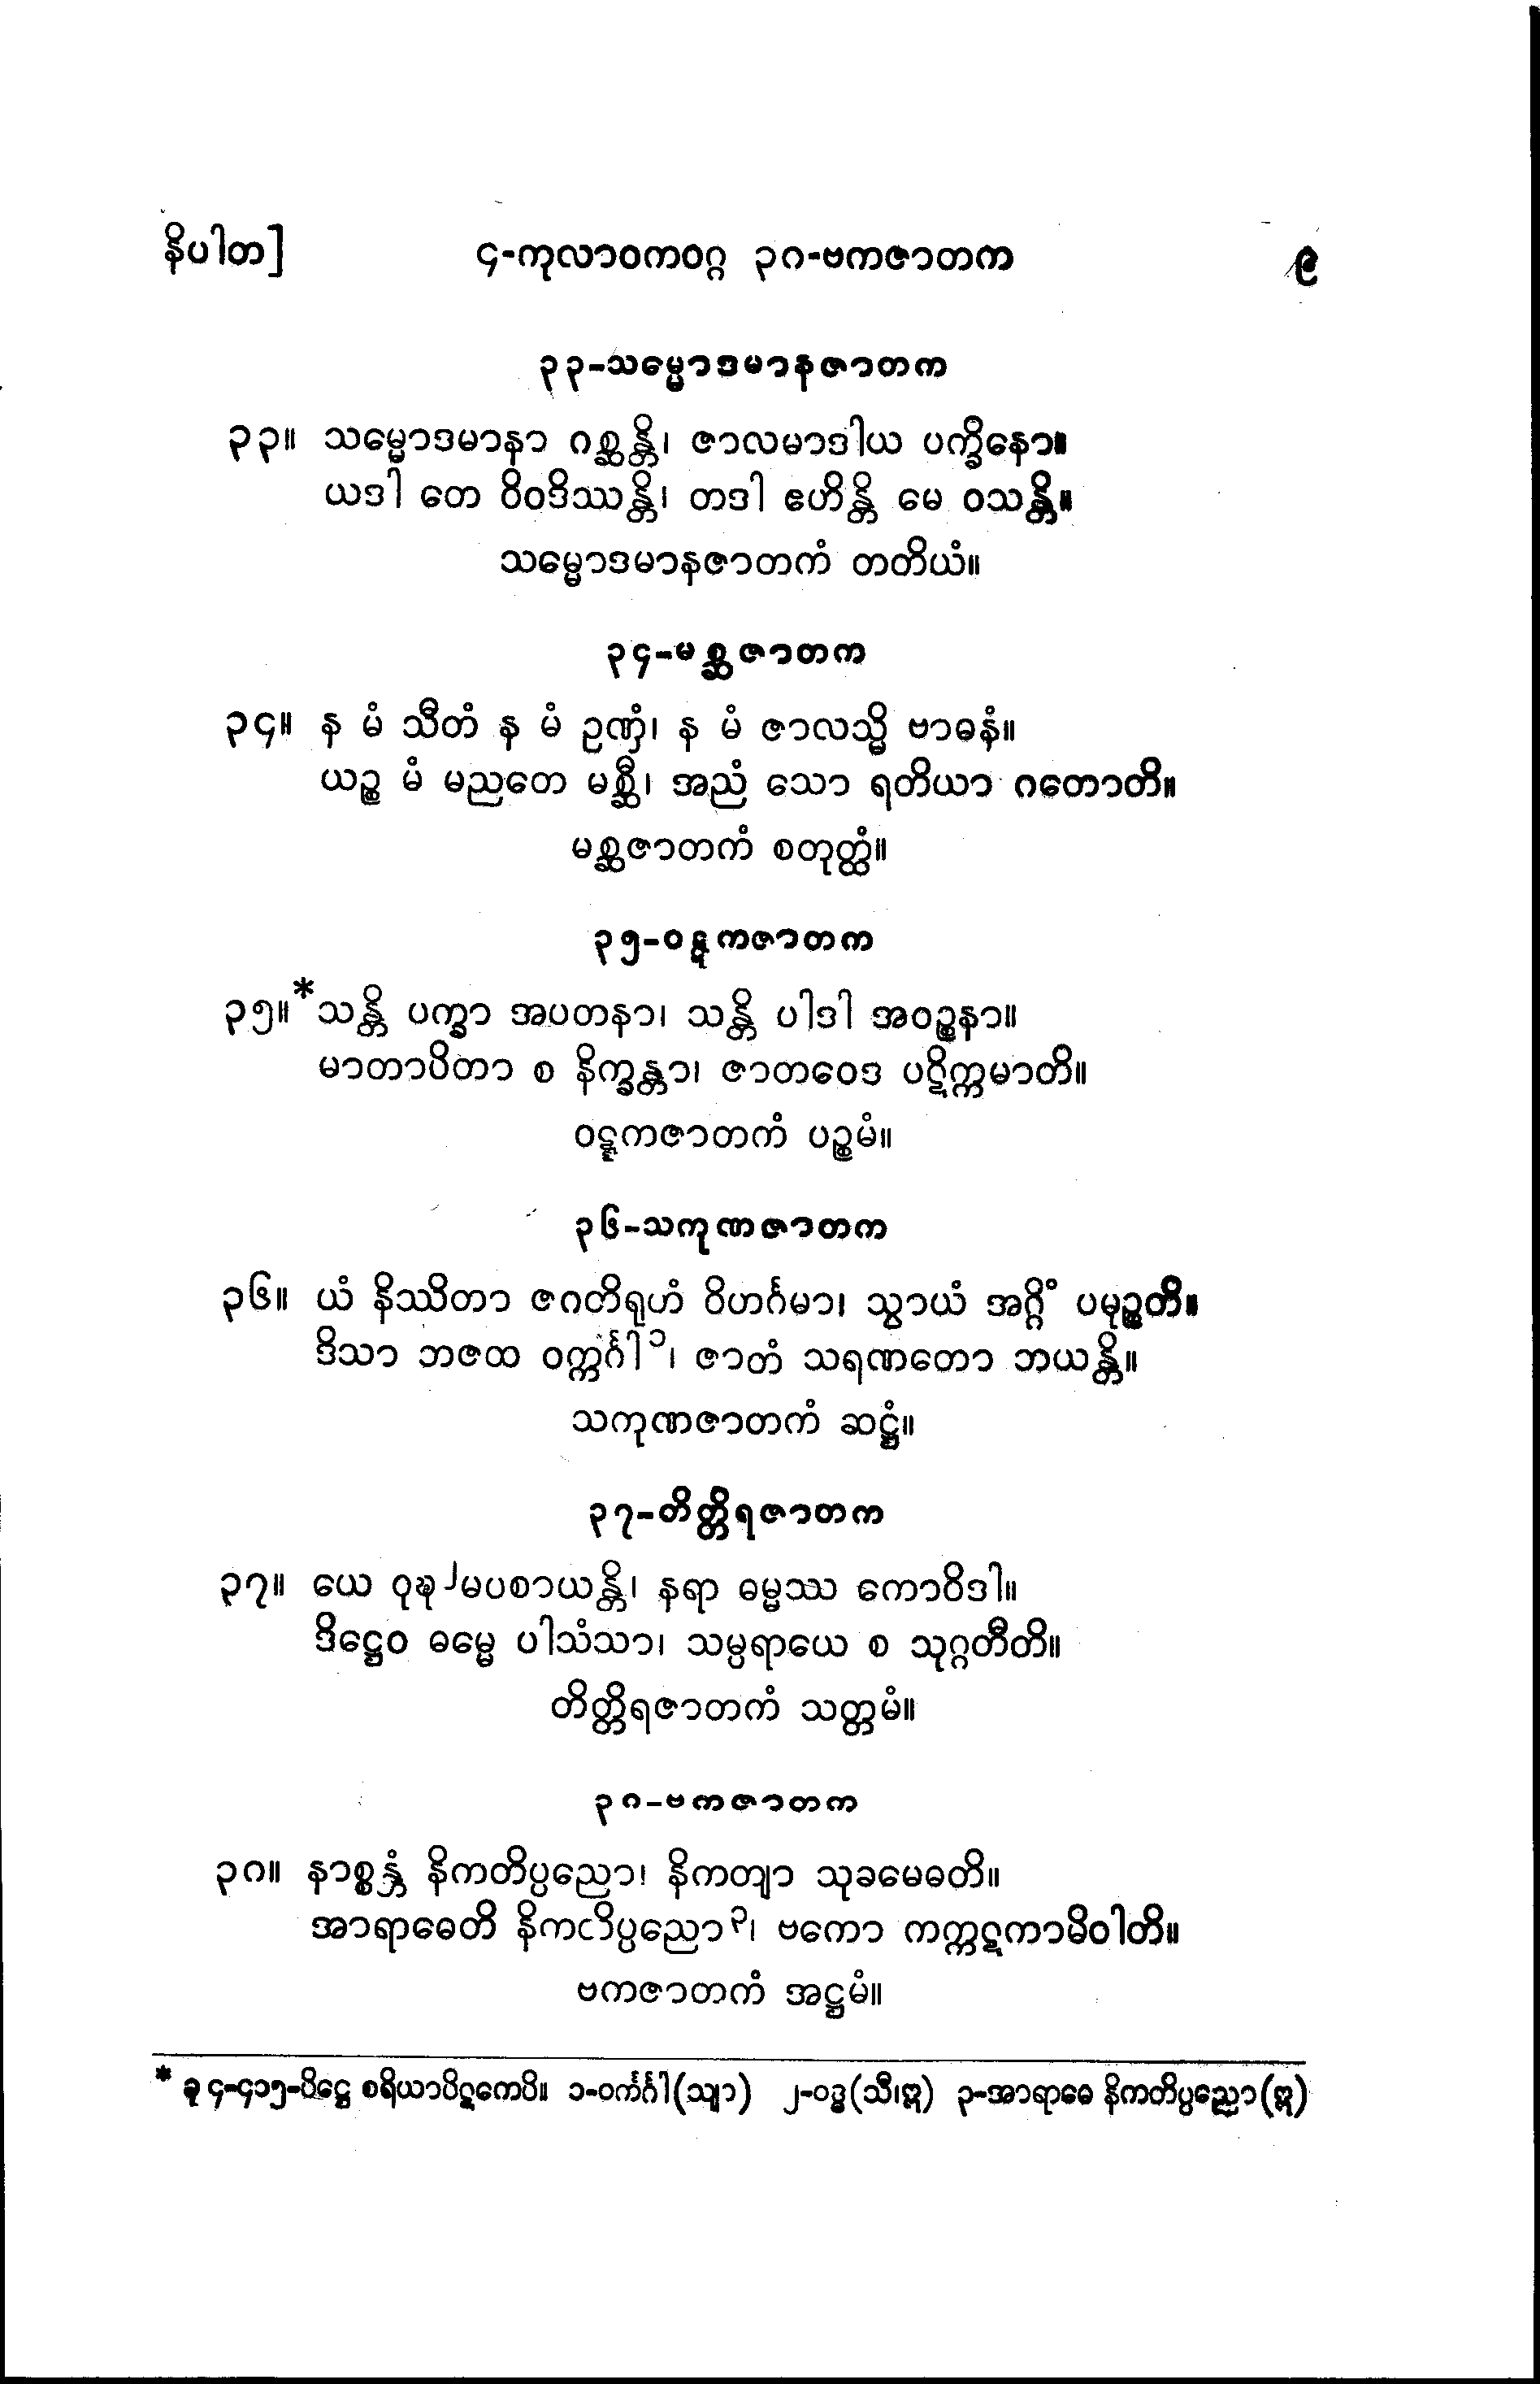 နိပါတ]      ၄-ကုလာဝကဝဂ္ဂ  ၃၈-ဗကဇာတက      ၉
၃၃-သမ္မောဒမာနဇာတက
၃၃။ သမ္မောဒမာနာ ဂစ္ဆန္တိ၊ ဇာလမာဒါယ ပက္ခိနော။
ယဒါ တေ ဝိဝဒိဿန္တိ၊ တဒါ ဧဟိန္တိ မေ ဝသန္တိ။
သမ္မောဒမာနဇာတကံ တတိယံ။
၃၄-မစ္ဆဇာတက
၃၄။ န မံ သီတံ န မံ ဥဏှံ၊ န မံ ဇာလသ္မိ ဗာဓနံ။
ယဉ္စ မံ မညတေ မစ္ဆီ၊ အညံ သော ရတိယာ ဂတောတိ။
မစ္ဆဇာတကံ စတုတ္ထံ။
၃၅-ဝဋ္ဋကဇာတက
၃၅။*သန္တိ ပက္ခာ အပတနာ၊ သန္တိ ပါဒါ အဝဉ္စနာ။
မာတာပိတာ စ နိက္ခန္တာ၊ ဇာတဝေဒ ပဋိက္ကမာတိ။
ဝဋ္ဋကဇာတကံ ပဉ္စမံ။
၃၆-သကုဏဇာတက
၃၆။ ယံ နိဿိတာ ဇဂတိရုဟံ ဝိဟင်္ဂမာ၊ သွာယံ အဂ္ဂိံ ပမုဉ္စတိ။
ဒိသာ ဘဇထ ဝက္ကင်္ဂါ၁၊ ဇာတံ သရဏတော ဘယန္တိ။
သကုဏဇာတကံ ဆဋ္ဌံ။
၃၇-တိတ္တိရဇာတက
၃၇။ ယေ ဝုဍ္ဎ၂မပစာယန္တိ၊ နရာ ဓမ္မဿ ကောဝိဒါ။
ဒိဋ္ဌေဝ ဓမ္မေ ပါသံသာ၊ သမ္ပရာယေ စ သုဂ္ဂတီတိ။
တိတ္တိရဇာတကံ သတ္တမံ။
၃၈-ဗကဇာတက
၃၈။ နာစ္စန္တံ နိကတိပ္ပညော၊ နိကတျာ သုခမေဓတိ။
အာရာဓေတိ နိကတိပ္ပညော၃၊ ဗကော ကက္ကဋကာမိဝါတိ။
ဗကဇာတကံ အဋ္ဌမံ။
* ခု ၄-၄၁၅-ပိဋ္ဌေ စရိယာပိဋကေပိ။ ၁-ဝင်္ကင်္ဂါ(သျာ) ၂-ဝဒ္ဓ(သီ၊ဣ) ၃-အာရာဓေ နိကတိပ္ပညော(ဣ)